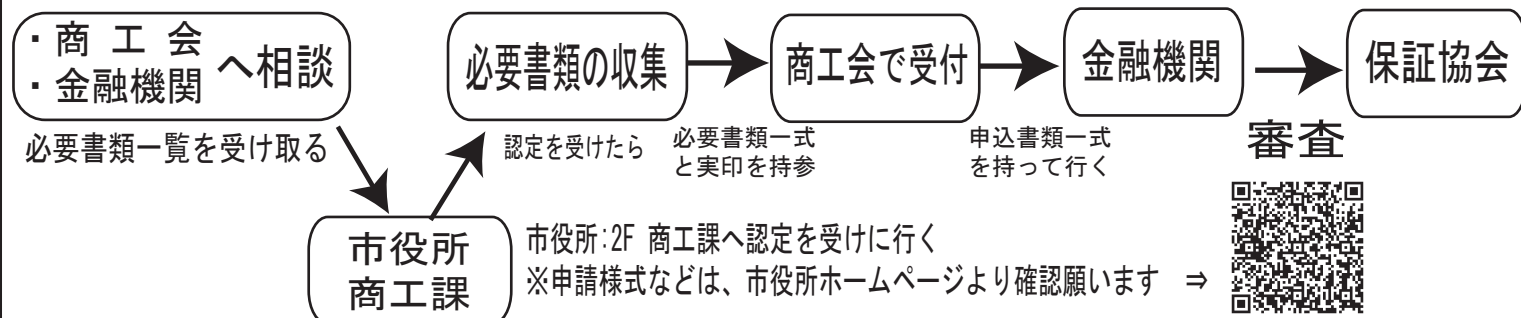 ・商工会
・金融機関
へ相談
必要書類一覧を受け取る
市役所
商工課
市役所:2F 商工課へ認定を受けに行く
※申請様式などは、市役所ホームページより確認願います ⇒
必要書類の収集
認定を受けたら
必要書類一式
と実印を持参
商工会で受付
申込書類一式
を持って行く
金融機関
審査
保証協会